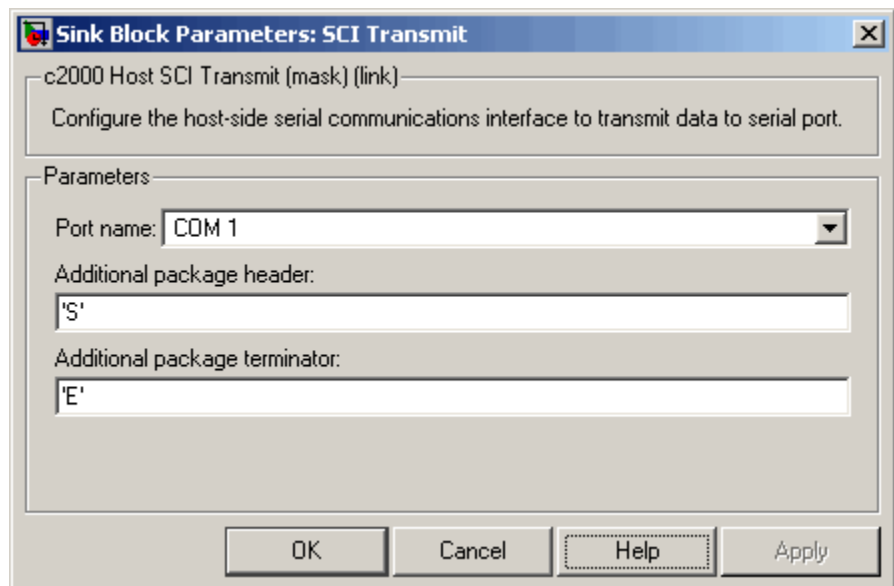 Sink Block Parameters: SCI Transmit
c2000 Host SCI Transmit (mask) (link)
Configure the host-side serial communications interface to transmit data to serial port.
Parameters
Port name: COM 1
Additional package header:
'S'
Additional package terminator:
'E'
OK Cancel Help Apply